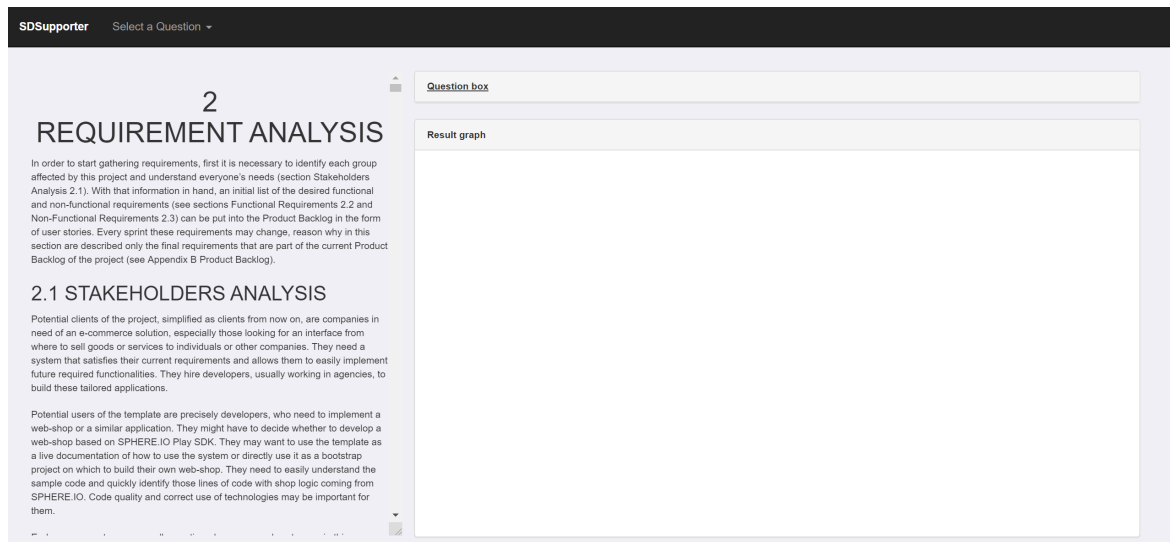 SDSupporter Select a Question
2
REQUIREMENT ANALYSIS
In order to start gathering requirements, first it is necessary to identify each group
affected by this project and understand everyone's needs (section Stakeholders
Analysis 2.1). With that information in hand, an initial list of the desired functional
and non-functional requirements (see sections Functional Requirements 2.2 and
Non-Functional Requirements 2.3) can be put into the Product Backlog in the form
of user stories. Every sprint these requirements may change, reason why in this
section are described only the final requirements that are part of the current Product
Backlog of the project (see Appendix B Product Backlog).
2.1 STAKEHOLDERS ANALYSIS
Potential clients of the project, simplified as clients from now on, are companies in
need of an e-commerce solution, especially those looking for an interface from
where to sell goods or services to individuals or other companies. They need a
system that satisfies their current requirements and allows them to easily implement
future required functionalities. They hire developers, usually working in agencies, to
build these tailored applications.
Potential users of the template are precisely developers, who need to implement a
web-shop or a similar application. They might have to decide whether to develop a
web-shop based on SPHERE.IO Play SDK. They may want to use the template as
a live documentation of how to use the system or directly use it as a bootstrap
project on which to build their own web-shop. They need to easily understand the
sample code and quickly identify those lines of code with shop logic coming from
SPHERE.IO. Code quality and correct use of technologies may be important for
them.
Question box
Result graph